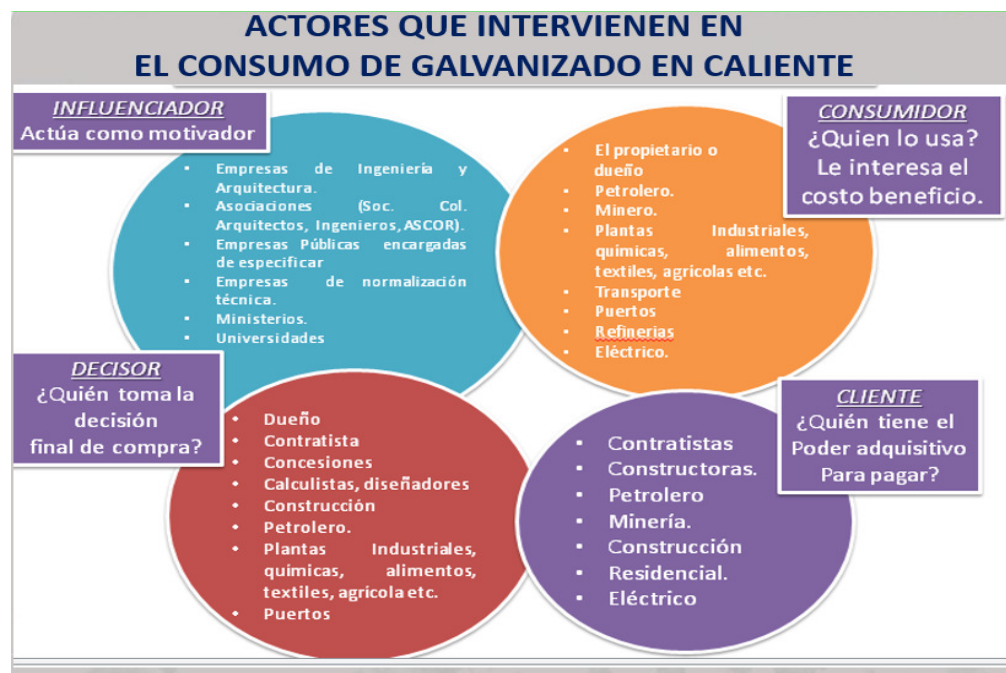 ACTORES QUE INTERVIENEN EN
EL CONSUMO DE GALVANIZADO EN CALIENTE
INFLUENCIADOR
Actúa como motivador
• Empresas de Ingeniería y
Arquitectura.
• Asociaciones (Soc. Col.
Arquitectos, Ingenieros, ASCOR).
• Empresas Públicas encargadas
de especificar
• Empresas de normalización
técnica.
• Ministerios.
• Universidades
CONSUMIDOR
¿Quien lo usa?
Le interesa el
costo beneficio.
• El propietario o
dueño
• Petrolero.
• Minero.
• Plantas Industriales,
químicas, alimentos,
textiles, agrícolas etc.
• Transporte
• Puertos
• Refinerias
• Eléctrico.
DECISOR
¿Quién toma la
decisión
final de compra?
• Dueño
• Contratista
• Concesiones
• Calculistas, diseñadores
• Construcción
• Petrolero.
• Plantas Industriales,
químicas, alimentos,
textiles, agrícola etc.
• Puertos
CLIENTE
¿Quién tiene el
Poder adquisitivo
Para pagar?
▪ Contratistas
▪ Constructoras.
▪ Petrolero
▪ Minería.
▪ Construcción
▪ Residencial.
▪ Eléctrico